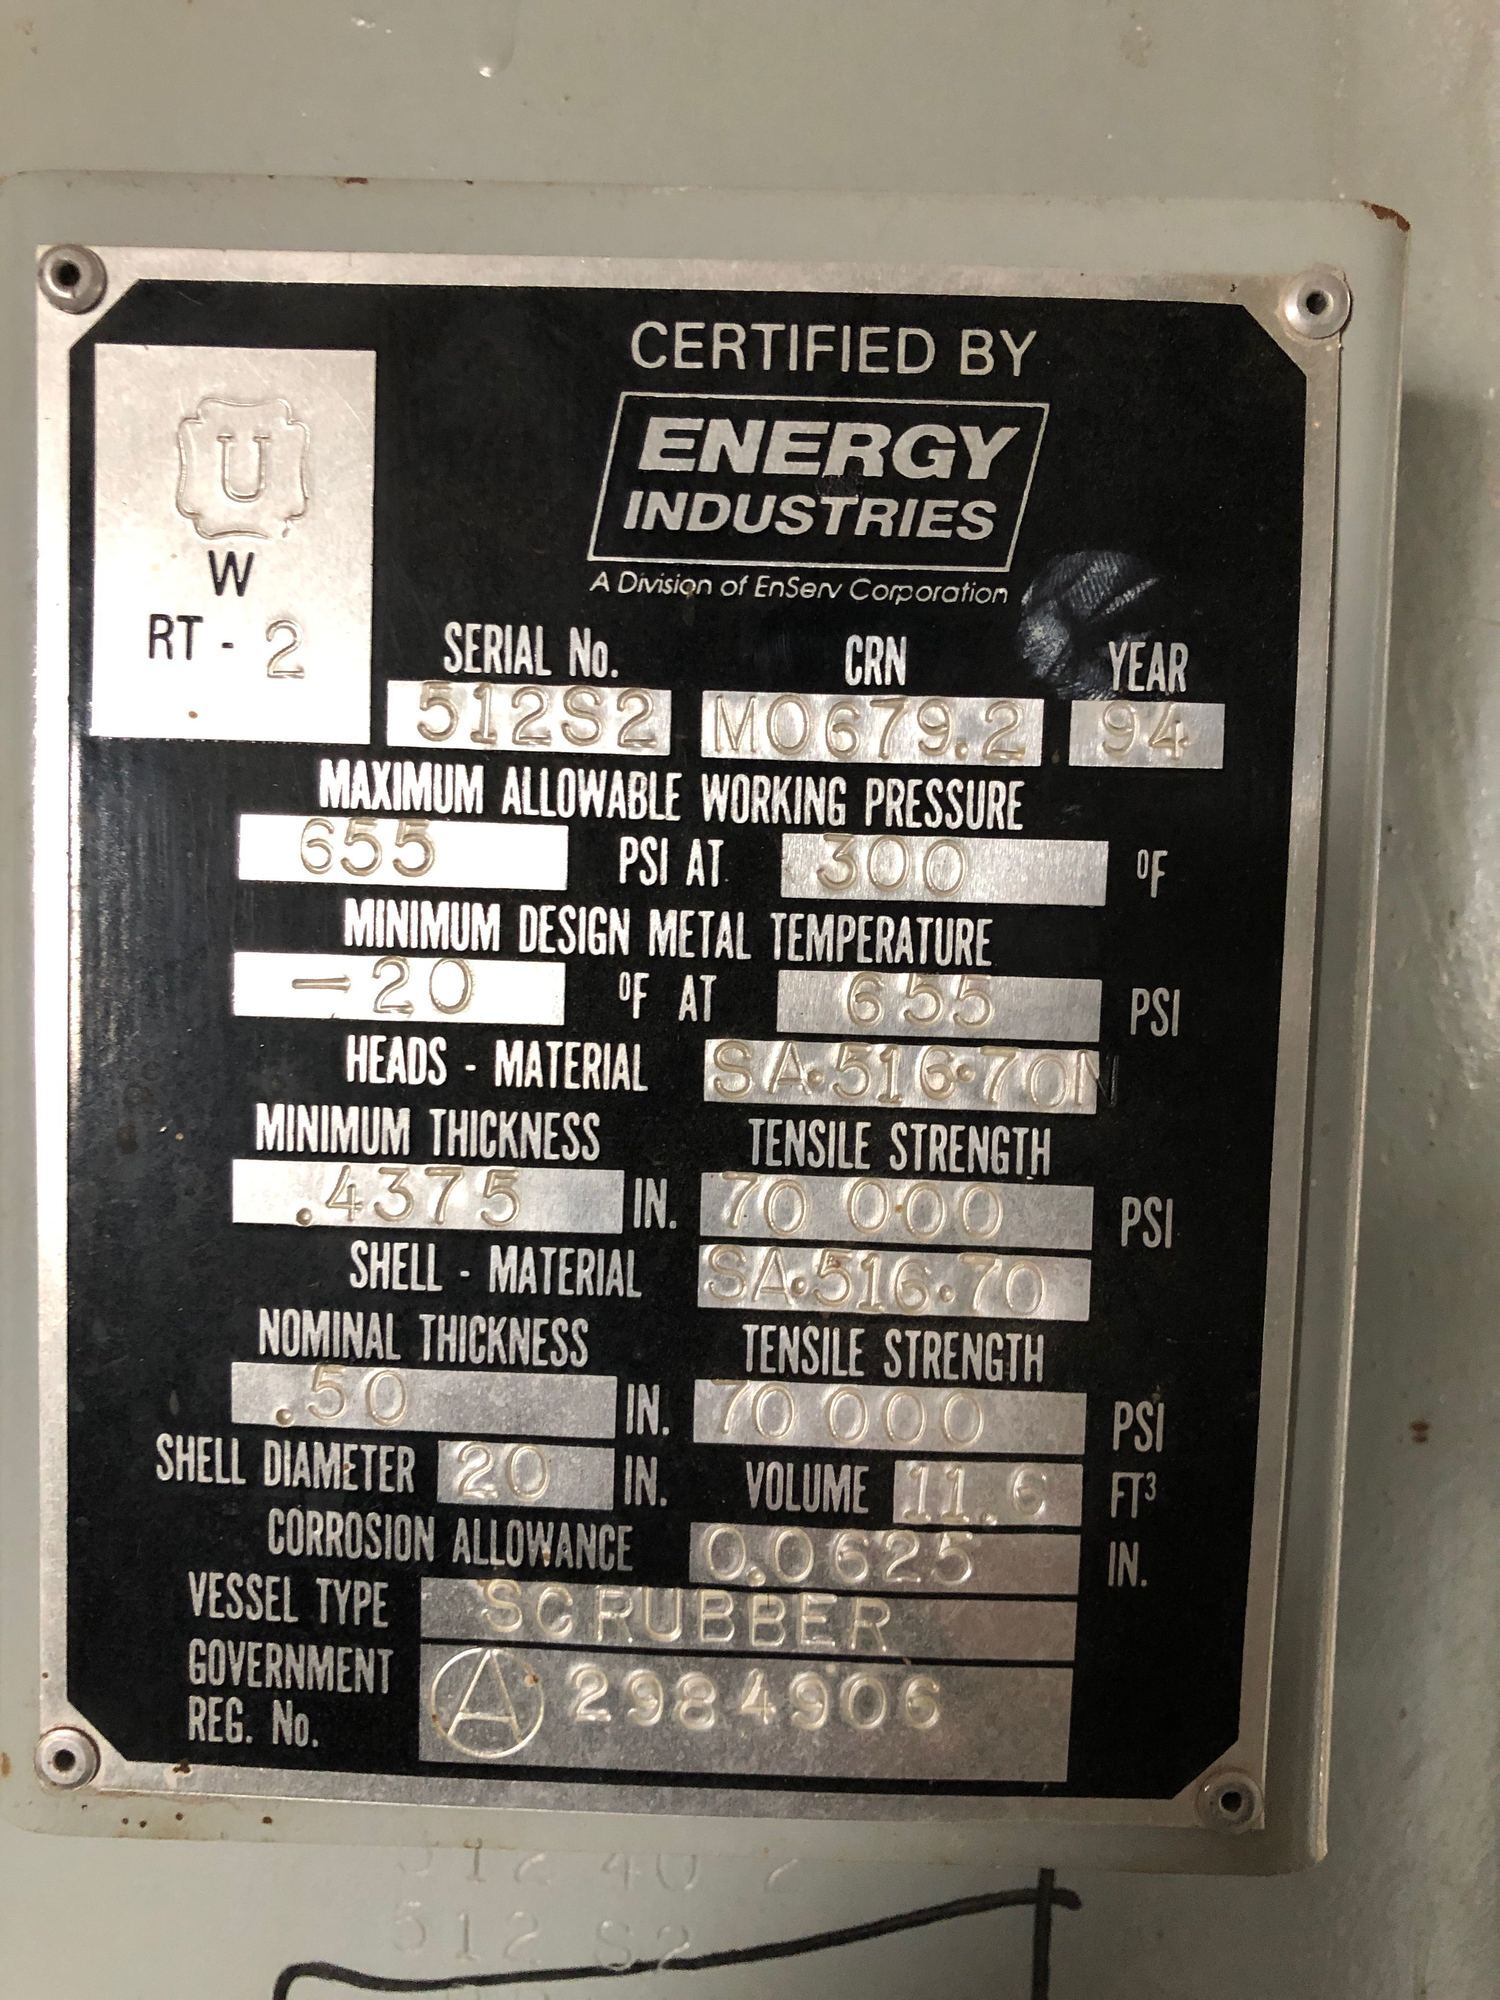 CERTIFIED BY
ENERGY
INDUSTRIES
A Division of EnServ Corporation
U
W
RT - 2
SERIAL No. CRN YEAR
512S2 M0679.2 94
MAXIMUM ALLOWABLE WORKING PRESSURE
655 PSI AT 300 °F
MINIMUM DESIGN METAL TEMPERATURE
-20 °F AT 655 PSI
HEADS - MATERIAL SA·516·70N
MINIMUM THICKNESS TENSILE STRENGTH
.4375 IN. 70 000 PSI
SHELL - MATERIAL SA·516·70
NOMINAL THICKNESS TENSILE STRENGTH
.50 IN. 70 000 PSI
SHELL DIAMETER 20 IN. VOLUME 11.6 FT³
CORROSION ALLOWANCE 0.0625 IN.
VESSEL TYPE SCRUBBER
GOVERNMENT
REG. No. A 2984906
512 S2